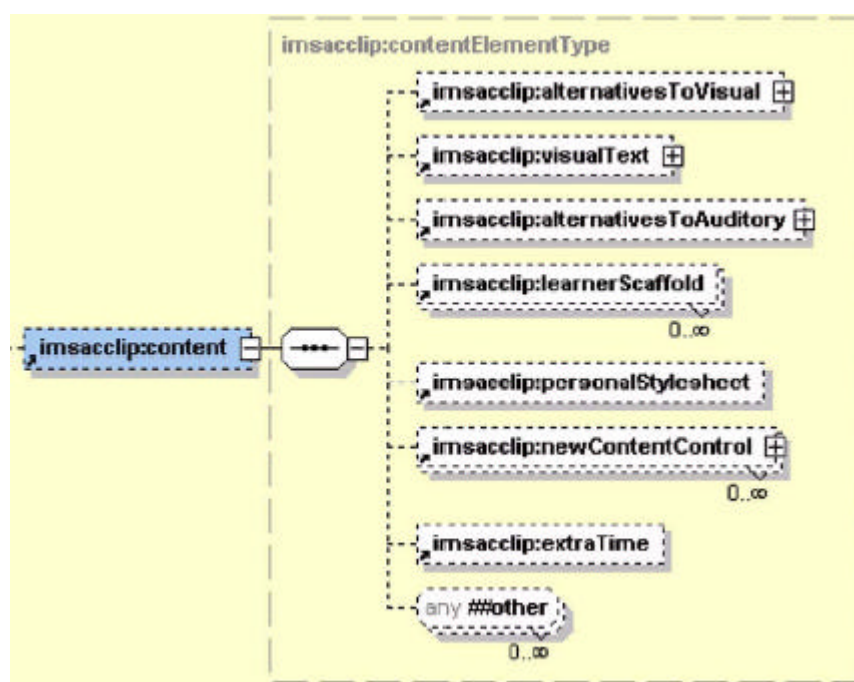 imsacclip:contentElementType
imsacclip:alternativesToVisual
imsacclip:visualText
imsacclip:alternativesToAuditory
imsacclip:learnerScaffold
0..∞
imsacclip:content
imsacclip:personalStylesheet
imsacclip:newContentControl
0..∞
imsacclip:extraTime
any ##other
0..∞